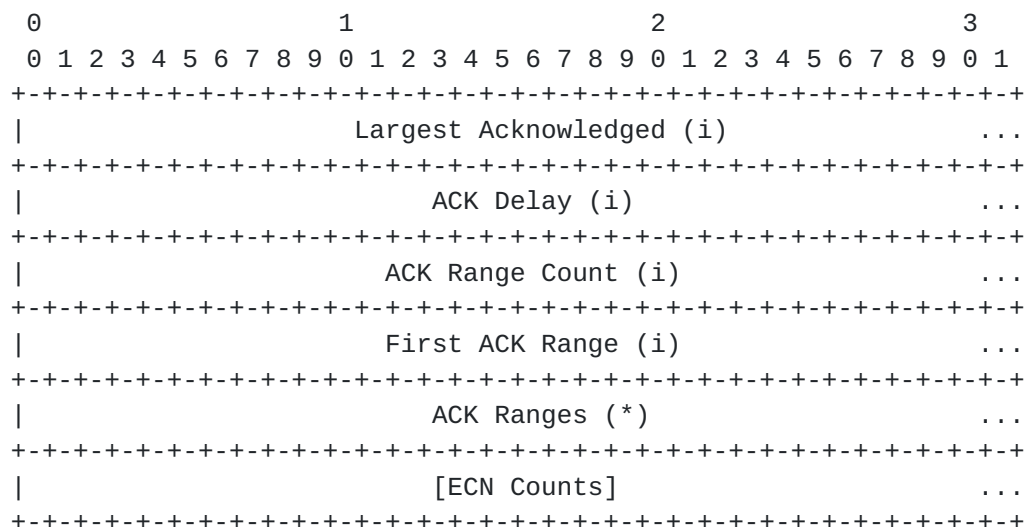 0                   1                   2                   3
0 1 2 3 4 5 6 7 8 9 0 1 2 3 4 5 6 7 8 9 0 1 2 3 4 5 6 7 8 9 0 1
+-+-+-+-+-+-+-+-+-+-+-+-+-+-+-+-+-+-+-+-+-+-+-+-+-+-+-+-+-+-+-+-+
|                     Largest Acknowledged (i)                ...
+-+-+-+-+-+-+-+-+-+-+-+-+-+-+-+-+-+-+-+-+-+-+-+-+-+-+-+-+-+-+-+-+
|                          ACK Delay (i)                      ...
+-+-+-+-+-+-+-+-+-+-+-+-+-+-+-+-+-+-+-+-+-+-+-+-+-+-+-+-+-+-+-+-+
|                       ACK Range Count (i)                   ...
+-+-+-+-+-+-+-+-+-+-+-+-+-+-+-+-+-+-+-+-+-+-+-+-+-+-+-+-+-+-+-+-+
|                       First ACK Range (i)                   ...
+-+-+-+-+-+-+-+-+-+-+-+-+-+-+-+-+-+-+-+-+-+-+-+-+-+-+-+-+-+-+-+-+
|                          ACK Ranges (*)                     ...
+-+-+-+-+-+-+-+-+-+-+-+-+-+-+-+-+-+-+-+-+-+-+-+-+-+-+-+-+-+-+-+-+
|                          [ECN Counts]                       ...
+-+-+-+-+-+-+-+-+-+-+-+-+-+-+-+-+-+-+-+-+-+-+-+-+-+-+-+-+-+-+-+-+